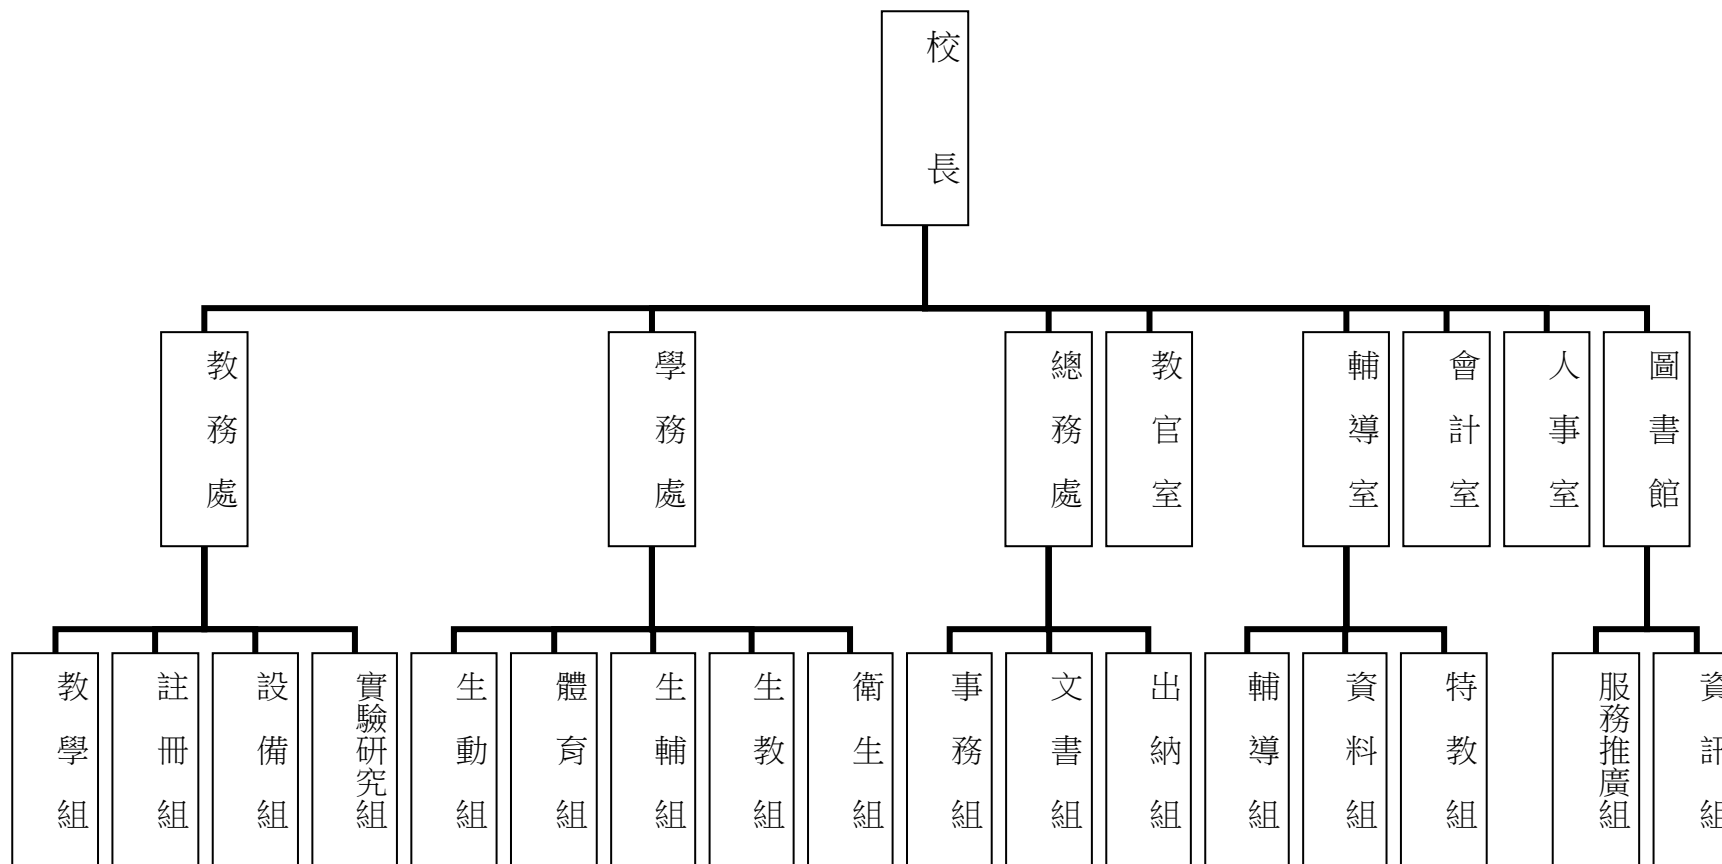 校長
教務處
學務處
總務處
教官室
輔導室
會計室
人事室
圖書館
教學組
註冊組
設備組
實驗研究組
生動組
體育組
生輔組
生教組
衛生組
事務組
文書組
出納組
輔導組
資料組
特教組
服務推廣組
資訊組